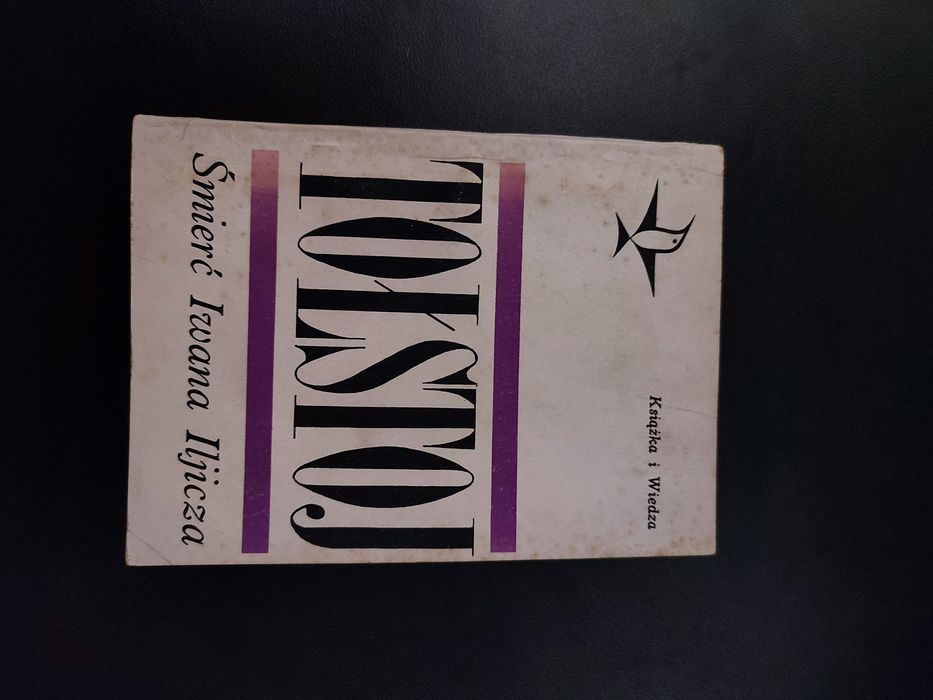 Książka i Wiedza
TOŁSTOJ
Śmierć Iwana Iljicza